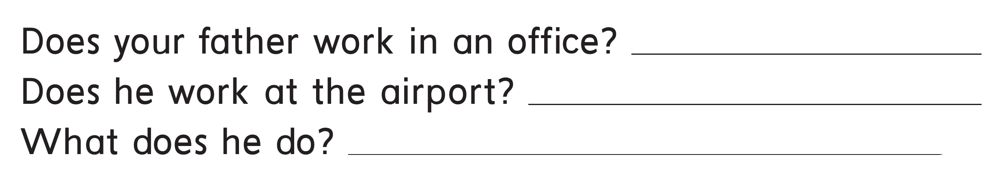 Does your father work in an office?
Does he work at the airport?
What does he do?